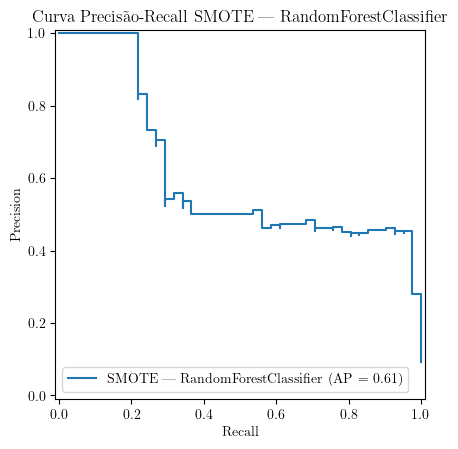 Curva Precisão-Recall SMOTE — RandomForestClassifier
1.0
0.8
0.6
0.4
0.2
0.0
Precision
SMOTE — RandomForestClassifier (AP = 0.61)
0.0 0.2 0.4 0.6 0.8 1.0
Recall